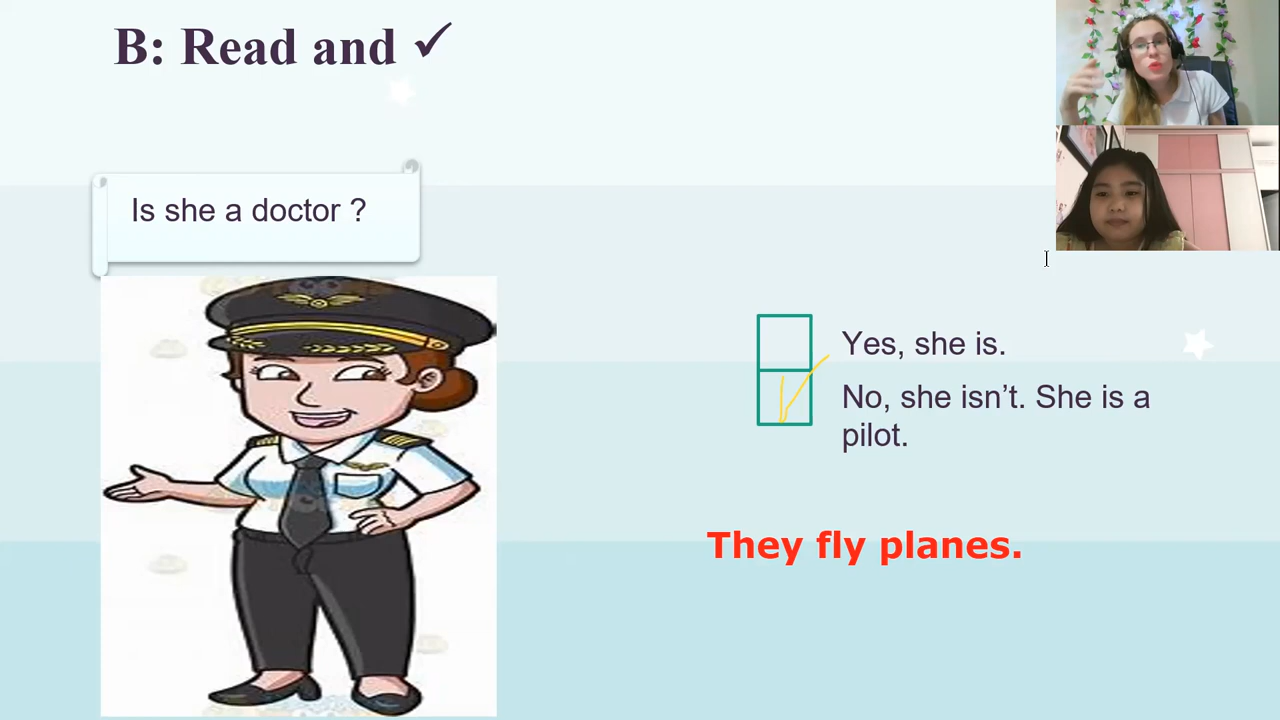 B: Read and ✓
Is she a doctor ?
Yes, she is.
No, she isn’t. She is a
pilot.
They fly planes.